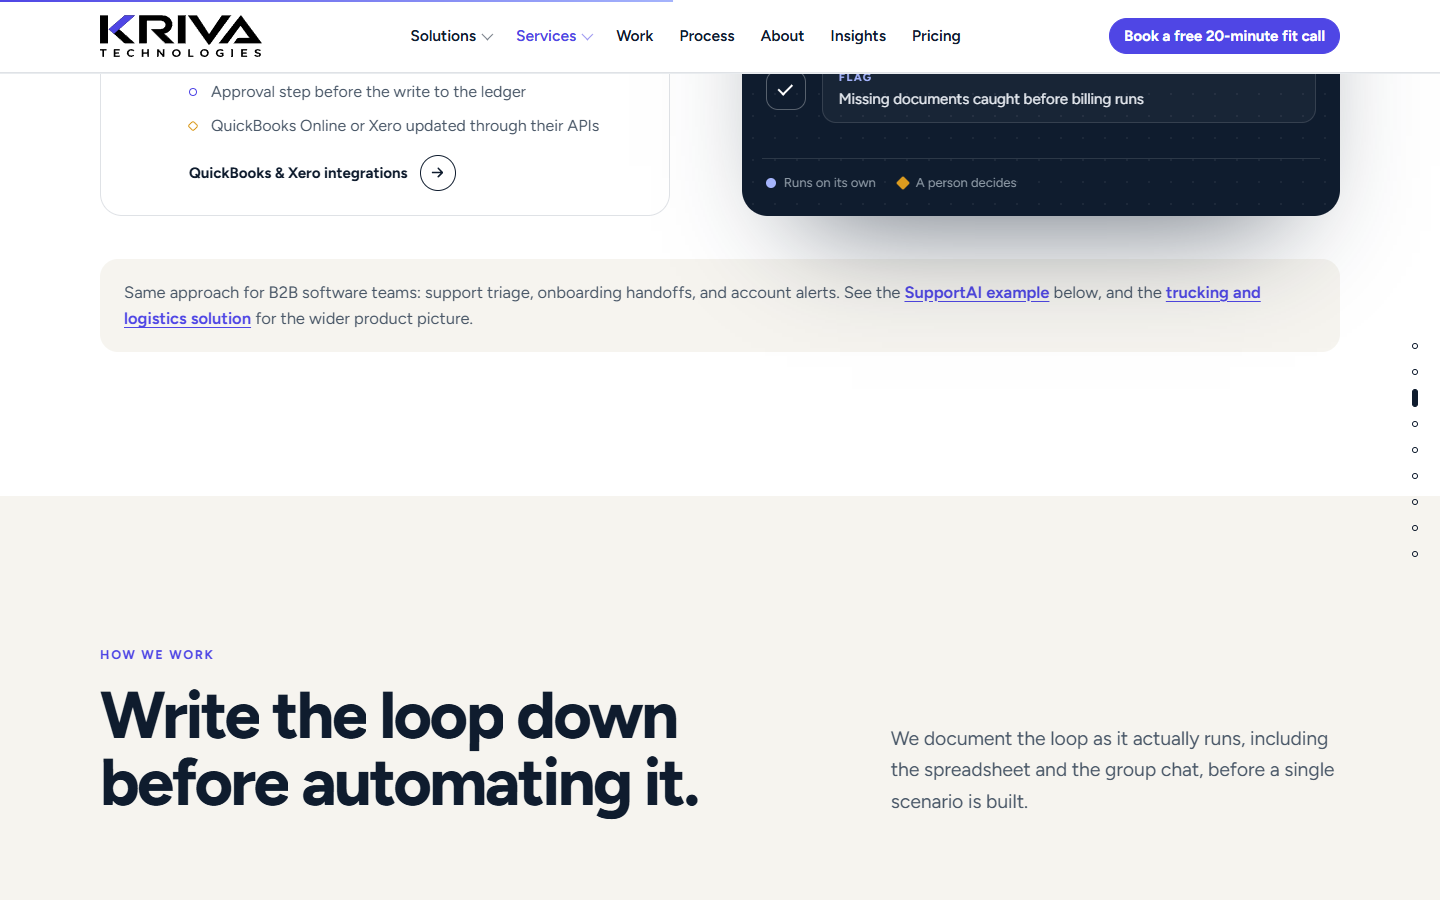 KRIVA
TECHNOLOGIES
Solutions
Services
Work
Process
About
Insights
Pricing
Book a free 20-minute fit call
Approval step before the write to the ledger
QuickBooks Online or Xero updated through their APIs
QuickBooks & Xero integrations
FLAG
Missing documents caught before billing runs
Runs on its own
A person decides
Same approach for B2B software teams: support triage, onboarding handoffs, and account alerts. See the SupportAI example below, and the trucking and
logistics solution for the wider product picture.
HOW WE WORK
Write the loop down
before automating it.
We document the loop as it actually runs, including
the spreadsheet and the group chat, before a single
scenario is built.